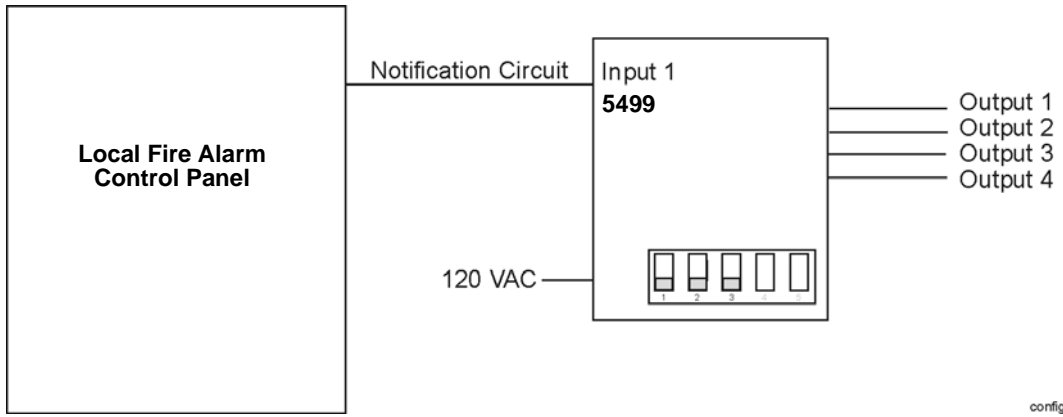 Notification Circuit
Input 1
5499
Output 1
Output 2
Output 3
Output 4
Local Fire Alarm
Control Panel
120 VAC
1 2 3 4 5
config